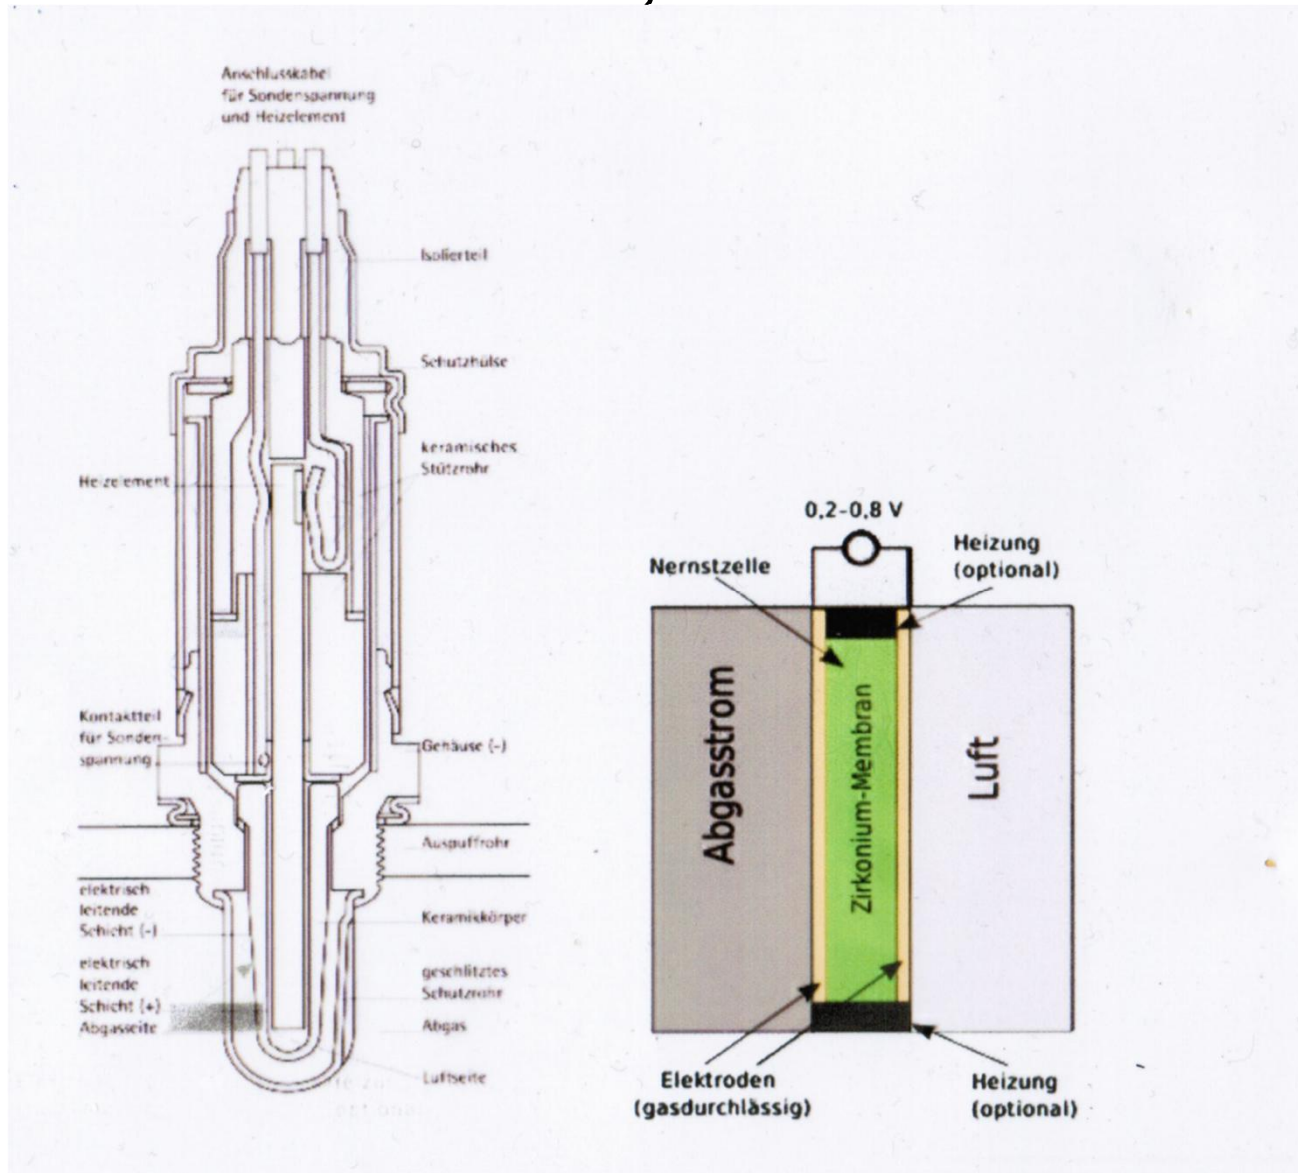 Anschlusskabel
für Sondenspannung
und Heizelement
Isolierteil
Schutzhülse
keramisches
Stützrohr
Heizelement
Kontaktteil
für Sonden-
spannung
Gehäuse (-)
Auspuffrohr
elektrisch
leitende
Schicht (-)
Keramikkörper
elektrisch
leitende
Schicht (+)
Abgasseite
geschlitztes
Schutzrohr
Abgas
Luftseite
0,2-0,8 V
Nernstzelle
Heizung
(optional)
Abgasstrom
Zirkonium-Membran
Luft
Elektroden
(gasdurchlässig)
Heizung
(optional)